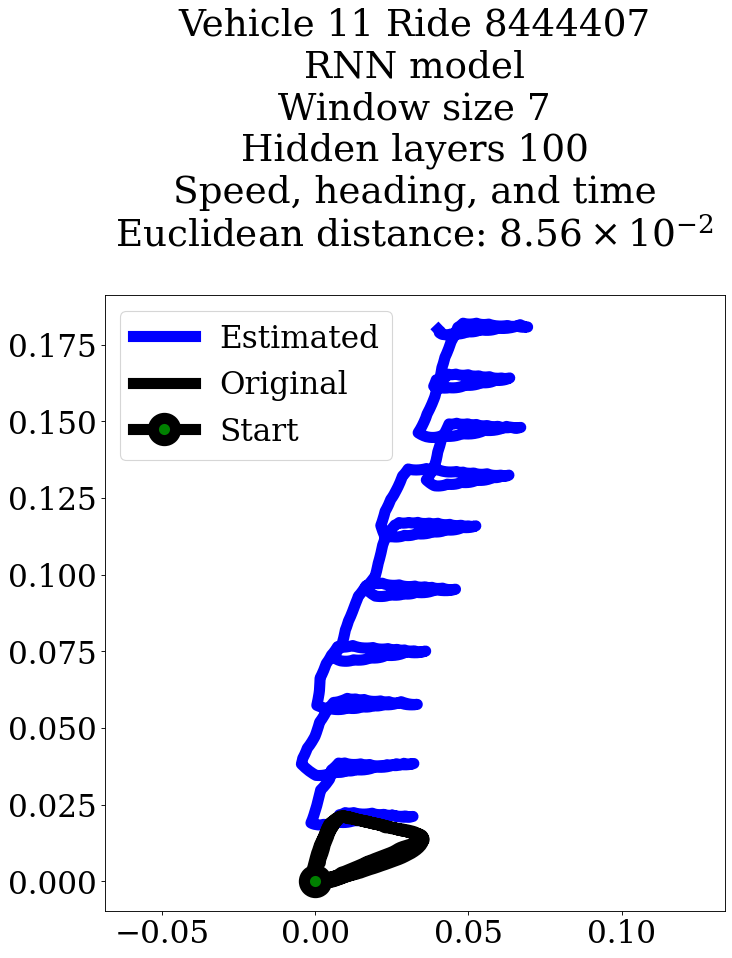 Vehicle 11 Ride 8444407
RNN model
Window size 7
Hidden layers 100
Speed, heading, and time
Euclidean distance: 8.56 × 10⁻²
Estimated
Original
Start
0.175
0.150
0.125
0.100
0.075
0.050
0.025
0.000
−0.05 0.00 0.05 0.10